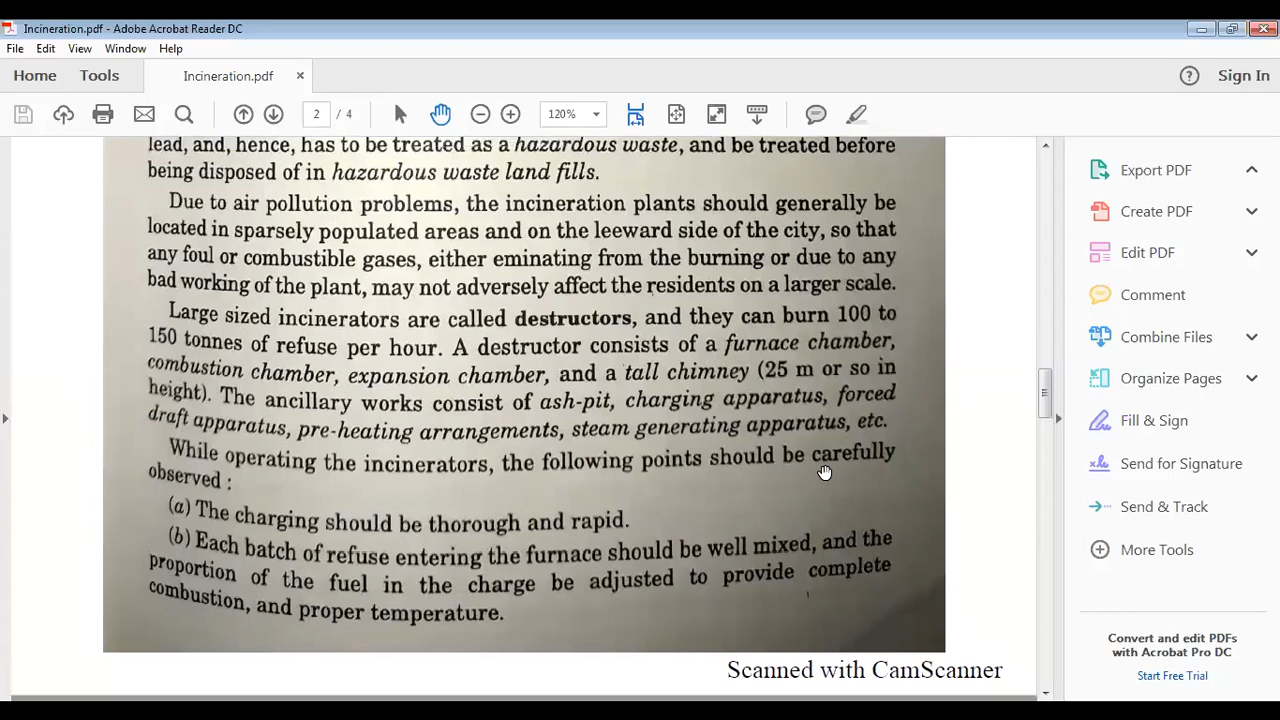 Incineration.pdf - Adobe Acrobat Reader DC
File Edit View Window Help
Home Tools Incineration.pdf × Sign In
2 / 4 120%
lead, and, hence, has to be treated as a hazardous waste, and be treated before
being disposed of in hazardous waste land fills.
Due to air pollution problems, the incineration plants should generally be
located in sparsely populated areas and on the leeward side of the city, so that
any foul or combustible gases, either eminating from the burning or due to any
bad working of the plant, may not adversely affect the residents on a larger scale.
Large sized incinerators are called destructors, and they can burn 100 to
150 tonnes of refuse per hour. A destructor consists of a furnace chamber,
combustion chamber, expansion chamber, and a tall chimney (25 m or so in
height). The ancillary works consist of ash-pit, charging apparatus, forced
draft apparatus, pre-heating arrangements, steam generating apparatus, etc.
While operating the incinerators, the following points should be carefully
observed :
(a) The charging should be thorough and rapid.
(b) Each batch of refuse entering the furnace should be well mixed, and the
proportion of the fuel in the charge be adjusted to provide complete
combustion, and proper temperature.
Scanned with CamScanner
Export PDF
Create PDF
Edit PDF
Comment
Combine Files
Organize Pages
Fill & Sign
Send for Signature
Send & Track
More Tools
Convert and edit PDFs
with Acrobat Pro DC
Start Free Trial